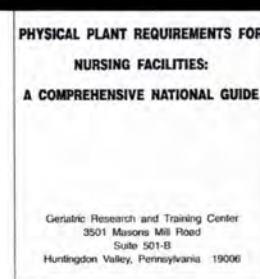 PHYSICAL PLANT REQUIREMENTS FOR
NURSING FACILITIES:
A COMPREHENSIVE NATIONAL GUIDE
Geriatric Research and Training Center
3501 Masons Mill Road
Suite 501-B
Huntingdon Valley, Pennsylvania 19006